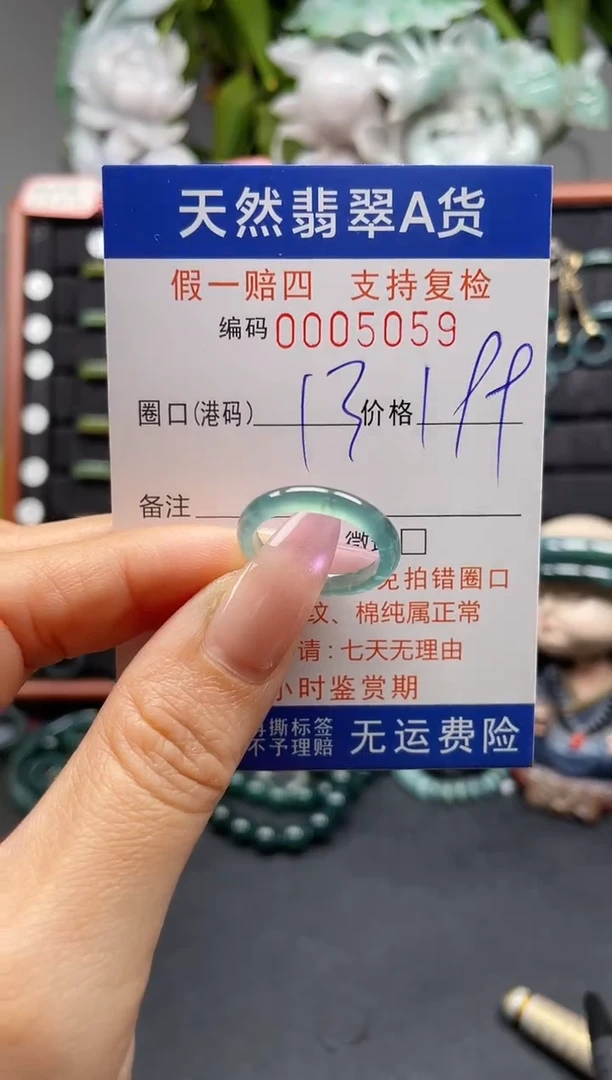 天然翡翠A货
假一赔四 支持复检
编码 0005059
圈口(港码) 13 价格 199
备注
微
拍错圈口
纹、棉纯属正常
请:七天无理由
小时鉴赏期
撕标签
不予理赔 无运费险